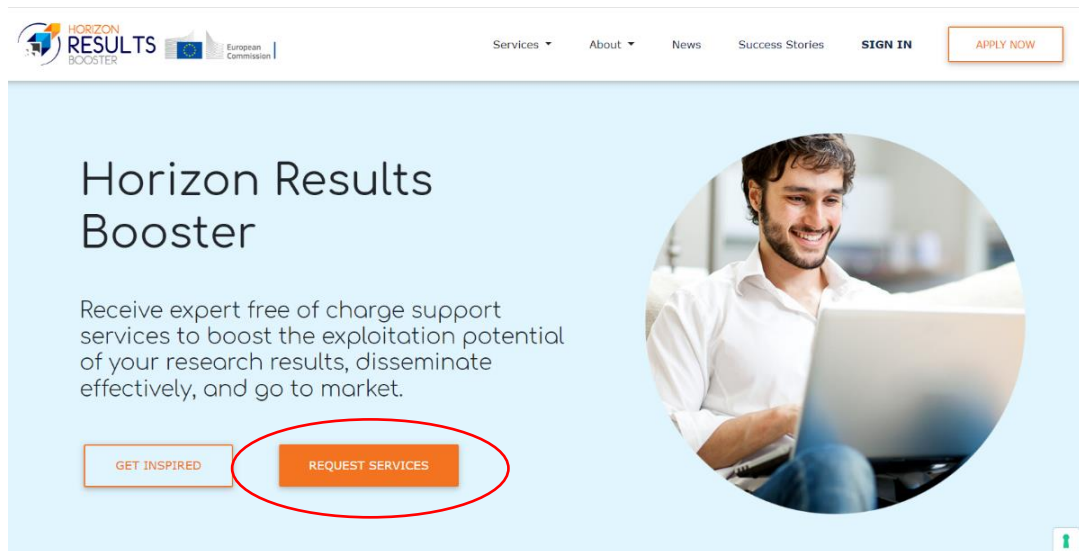 HORIZON
RESULTS
BOOSTER
European
Commission
Services
About
News
Success Stories
SIGN IN
APPLY NOW
Horizon Results
Booster
Receive expert free of charge support
services to boost the exploitation potential
of your research results, disseminate
effectively, and go to market.
GET INSPIRED
REQUEST SERVICES